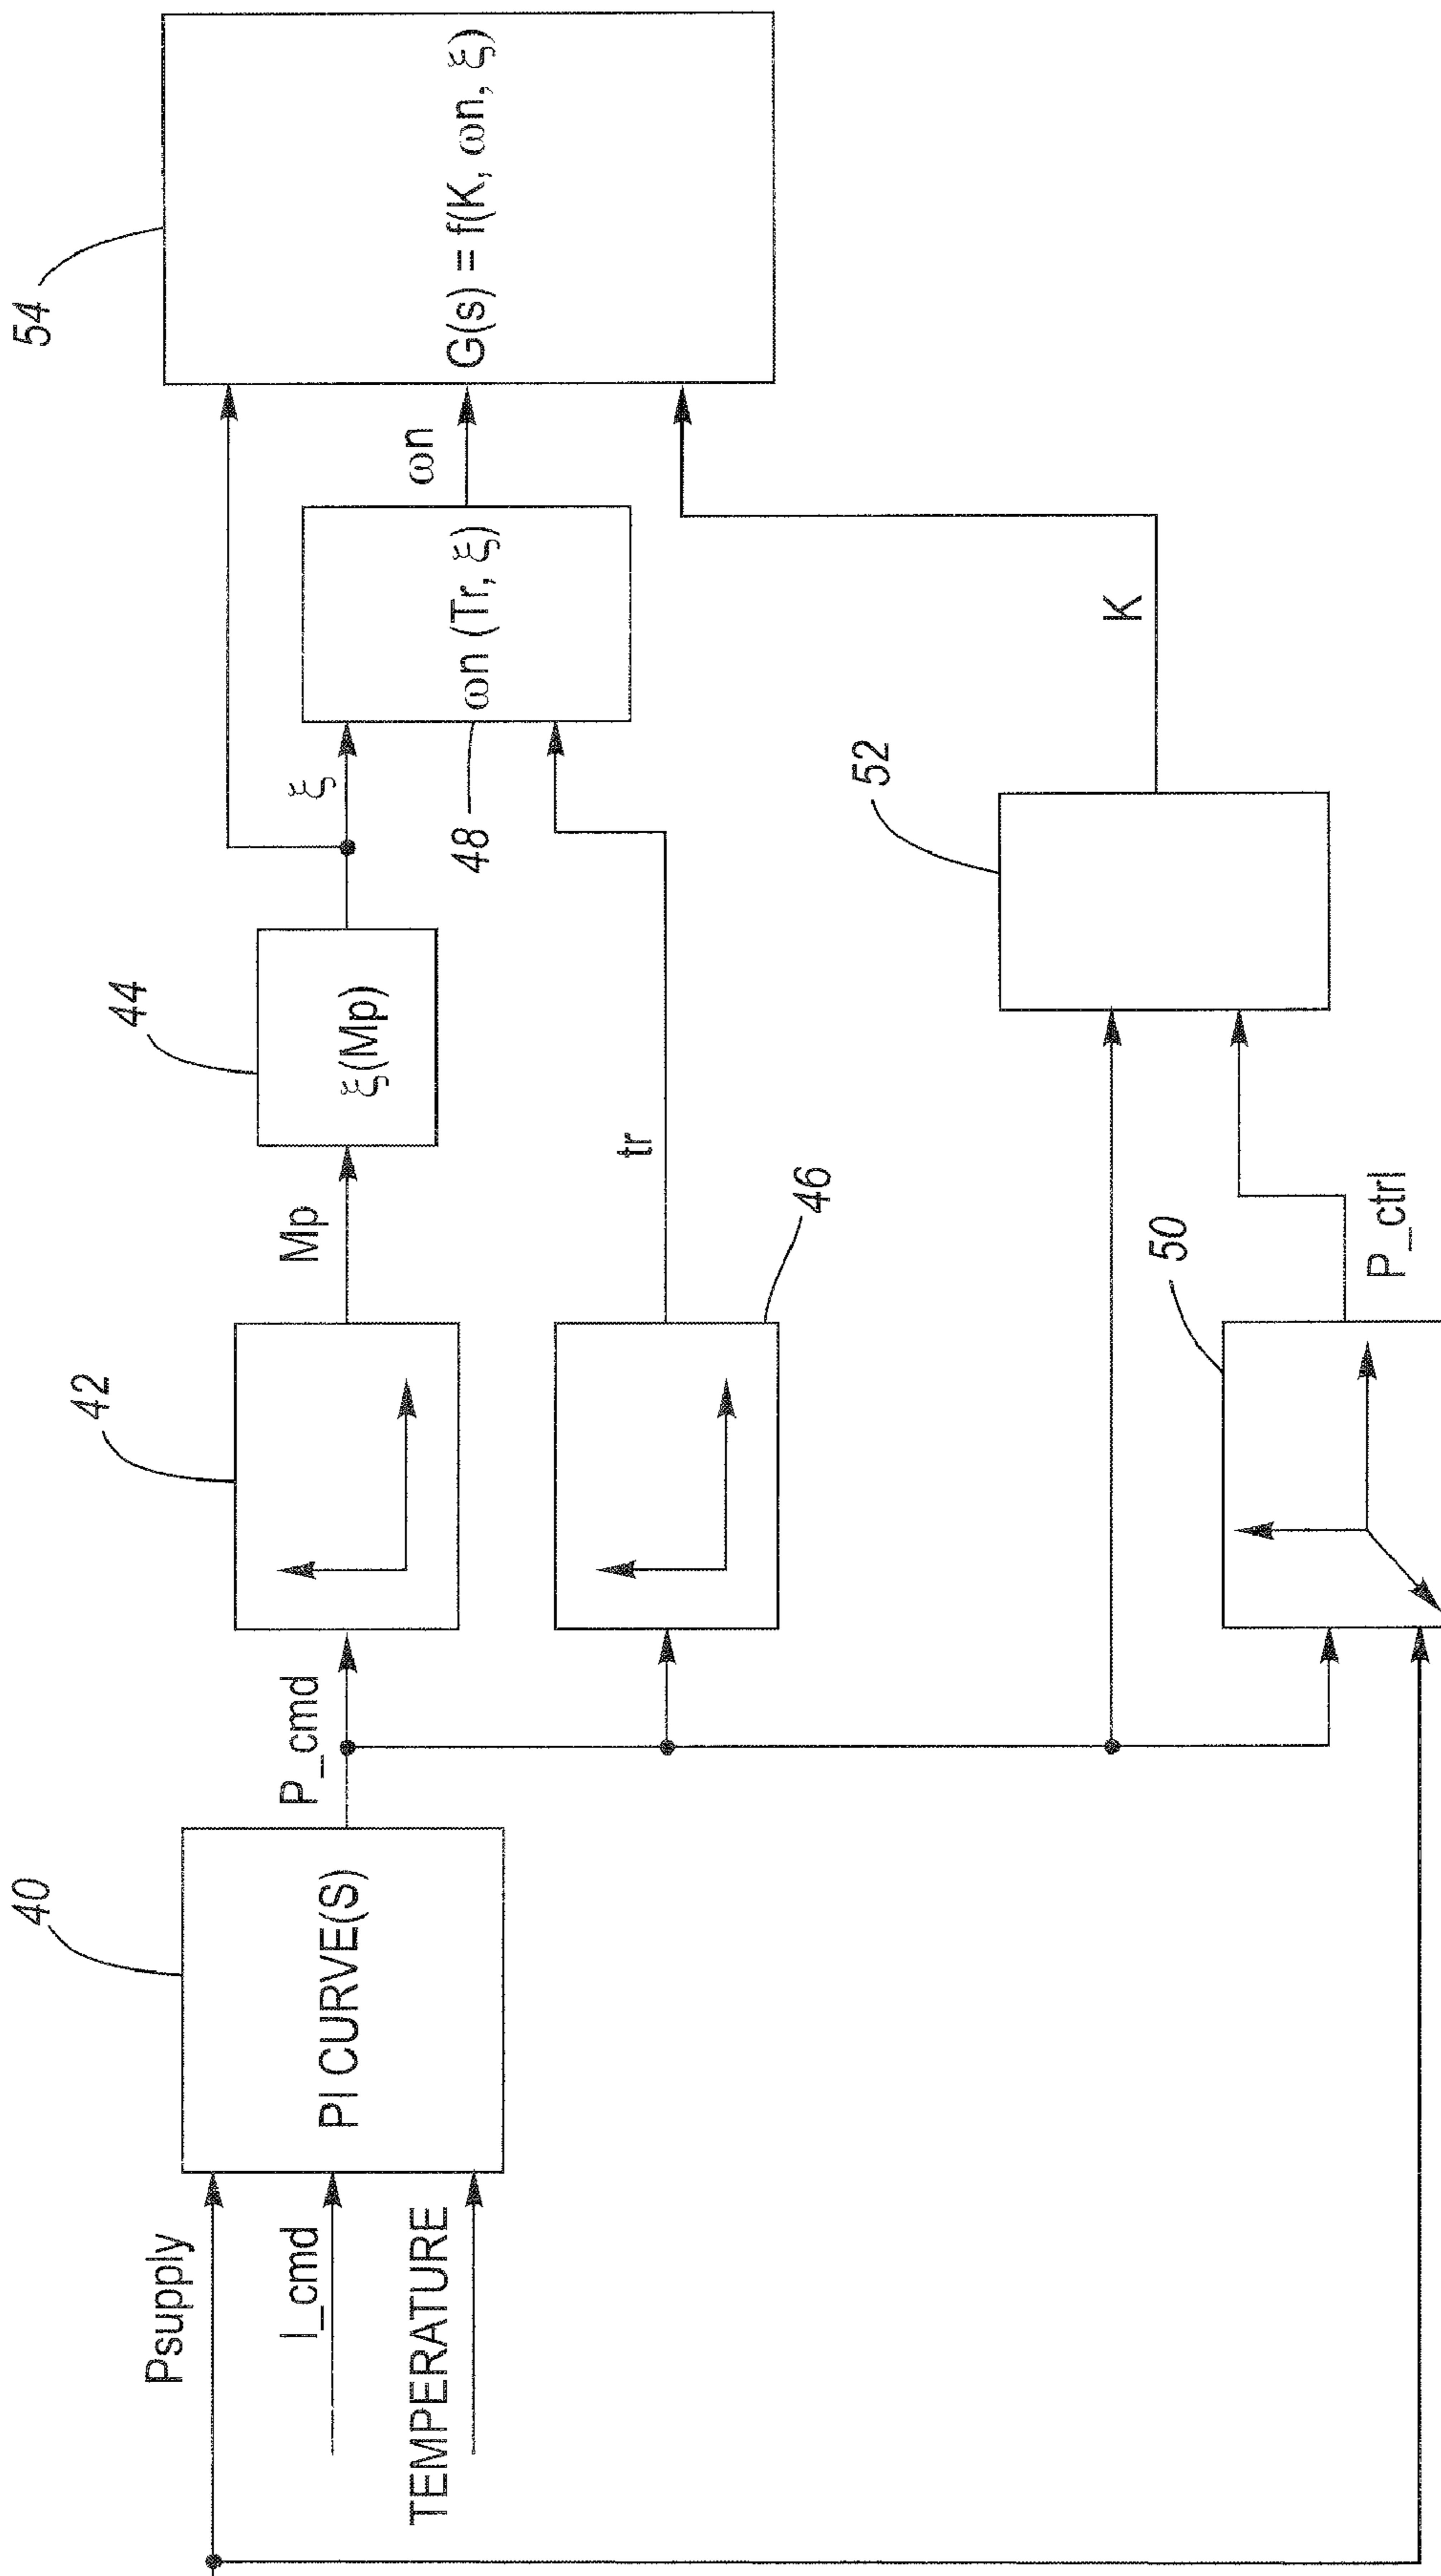 Psupply
I_cmd
TEMPERATURE
40
PI CURVE(S)
P_cmd
42
Mp
44
ξ(Mp)
ξ
46
tr
48
ωn (Tr, ξ)
ωn
50
P_ctrl
52
K
54
G(s) = f(K, ωn, ξ)